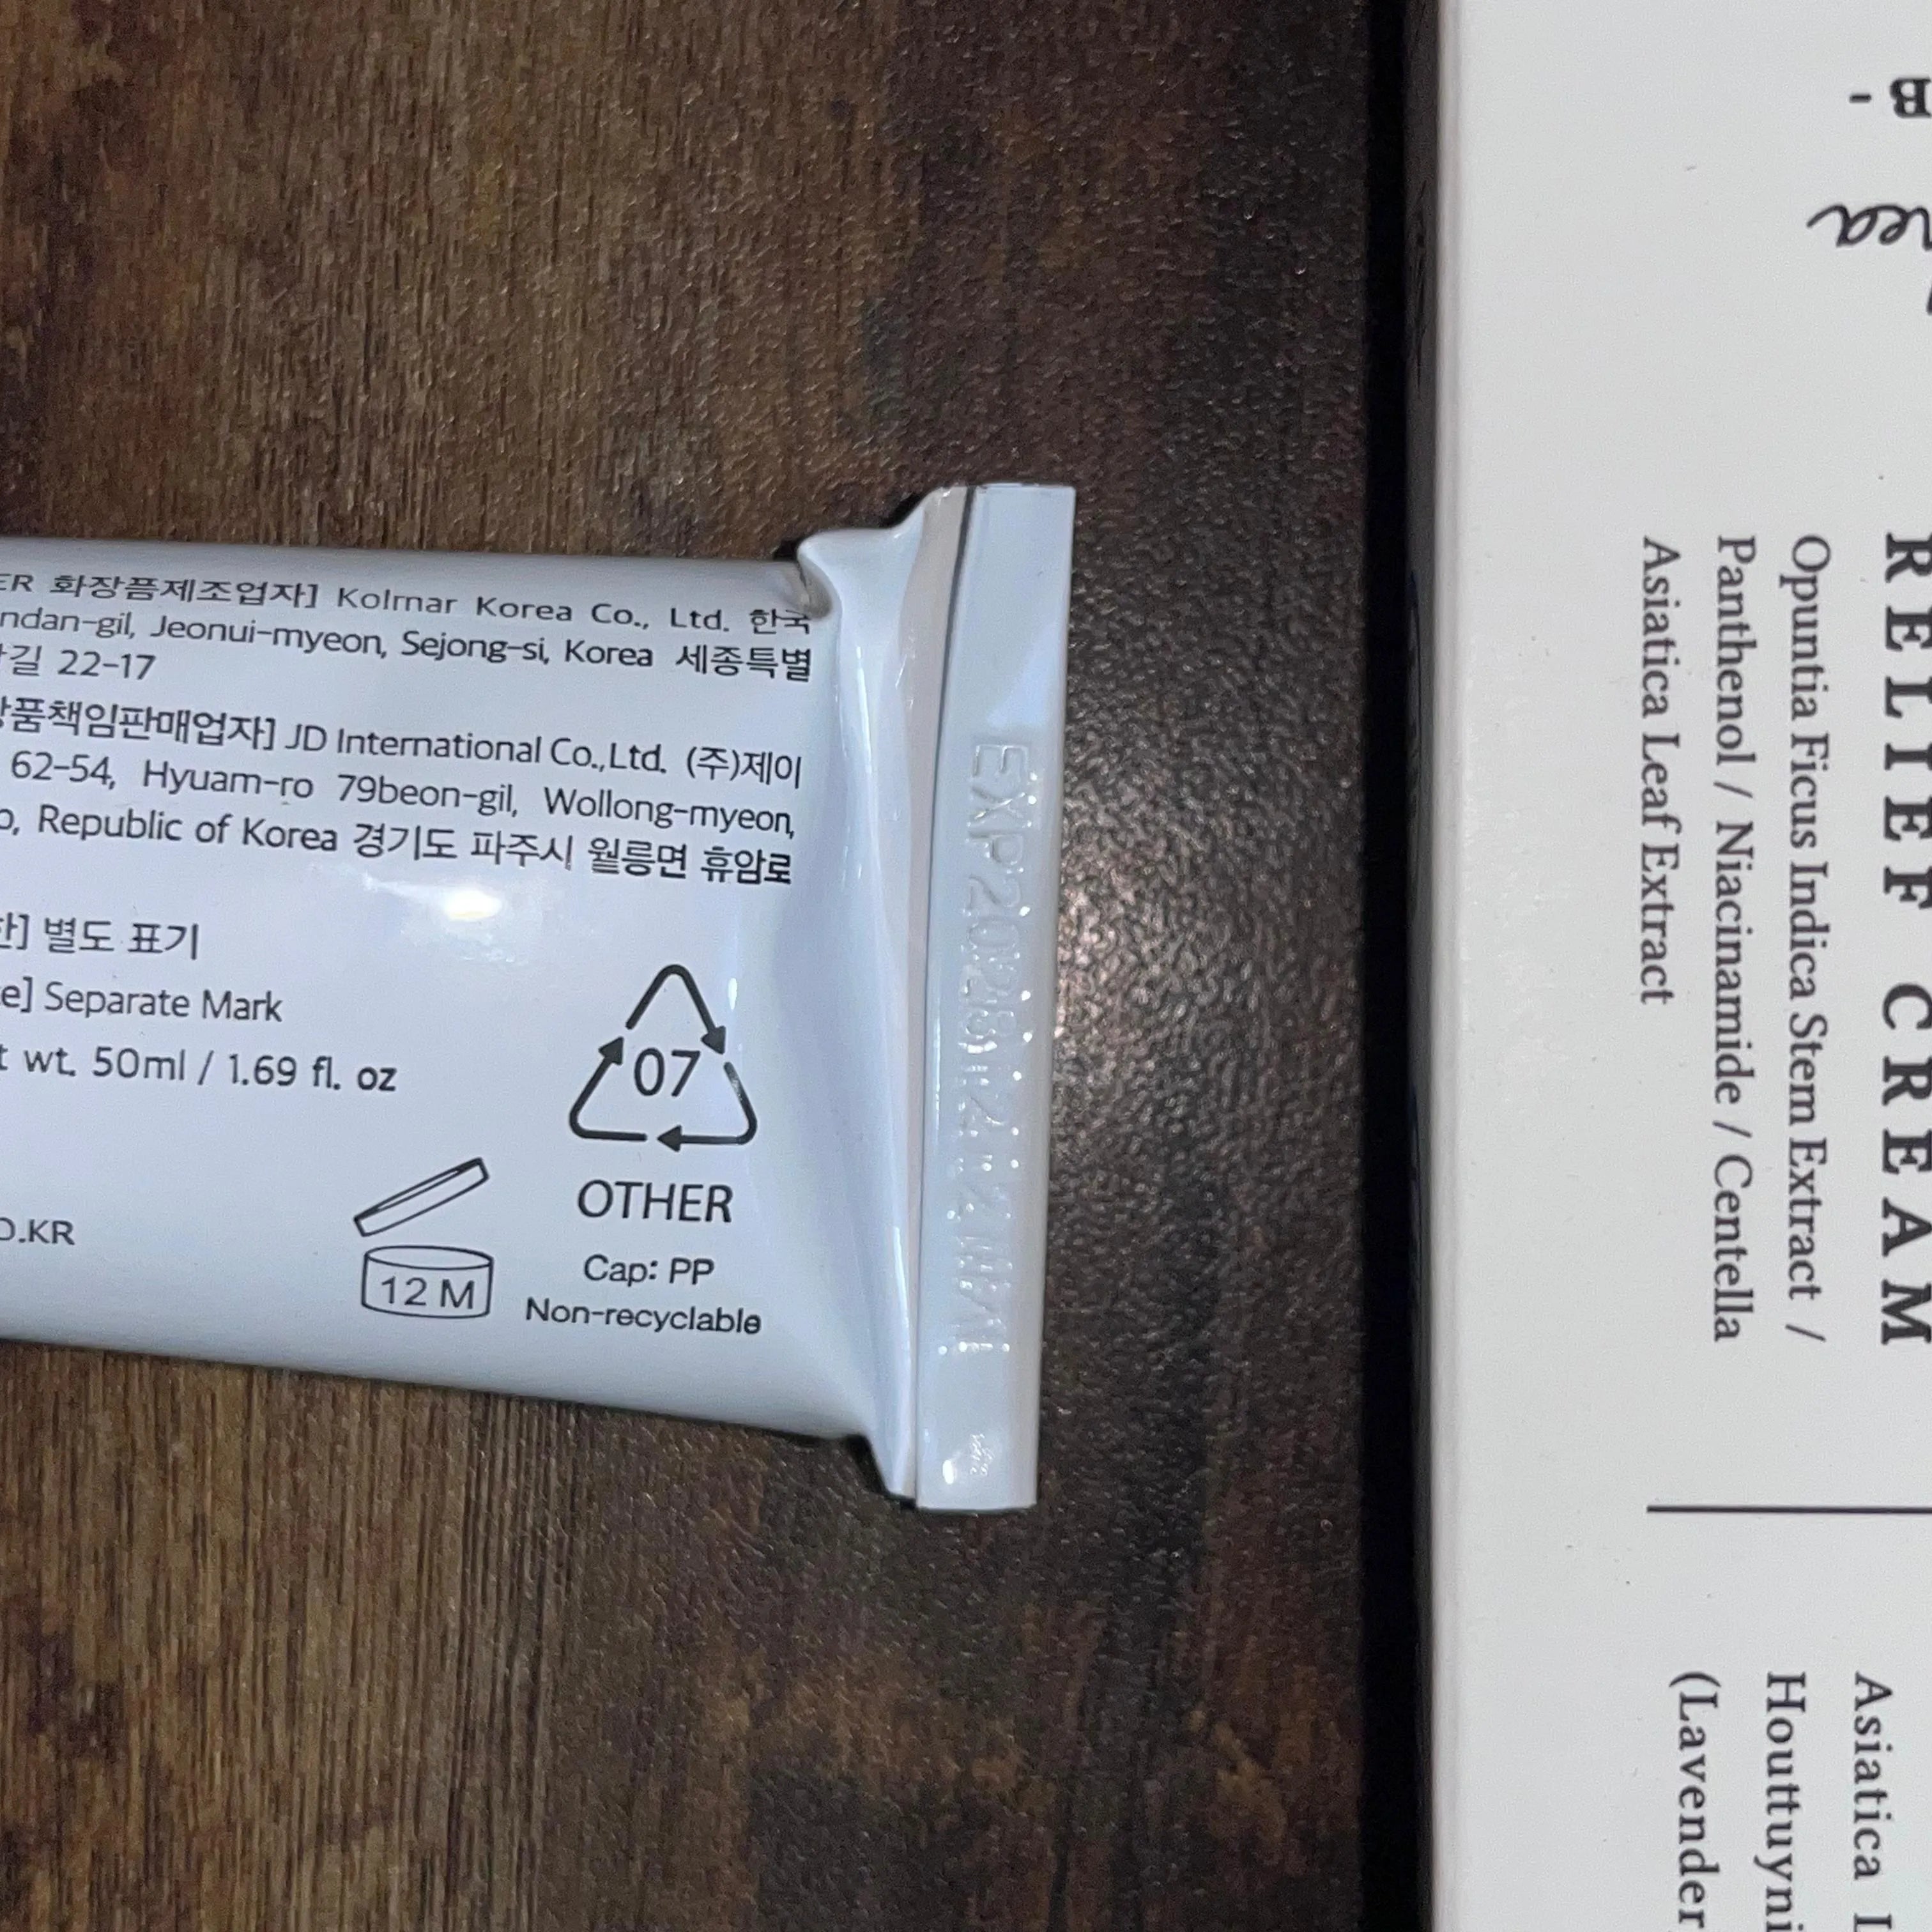 ER 화장품제조업자] Kolmar Korea Co., Ltd. 한국
ndan-gil, Jeonui-myeon, Sejong-si, Korea 세종특별
길 22-17
품책임판매업자] JD International Co.,Ltd. (주)제이
62-54, Hyuam-ro 79beon-gil, Wollong-myeon,
o, Republic of Korea 경기도 파주시 월롱면 휴암로
한] 별도 표기
e] Separate Mark
t wt. 50ml / 1.69 fl. oz
O.KR
07
OTHER
Cap: PP
Non-recyclable
12 M
RELIEF CREAM
Opuntia Ficus Indica Stem Extract /
Panthenol / Niacinamide / Centella
Asiatica Leaf Extract
Asiatica L
Houttuyni
(Lavender